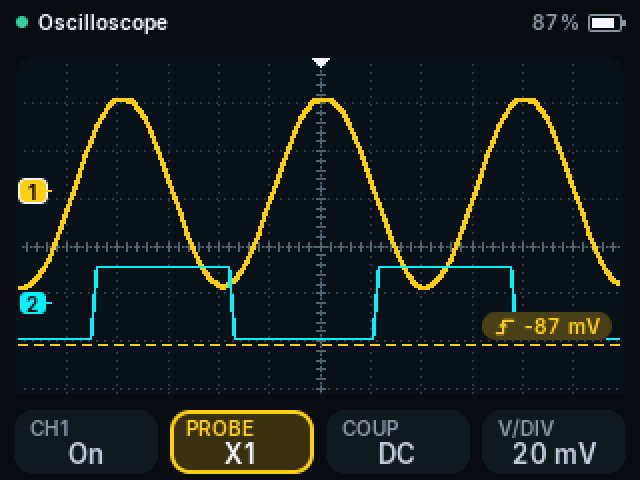 Oscilloscope
87%
1
2
-87 mV
CH1
On
PROBE
X1
COUP
DC
V/DIV
20 mV